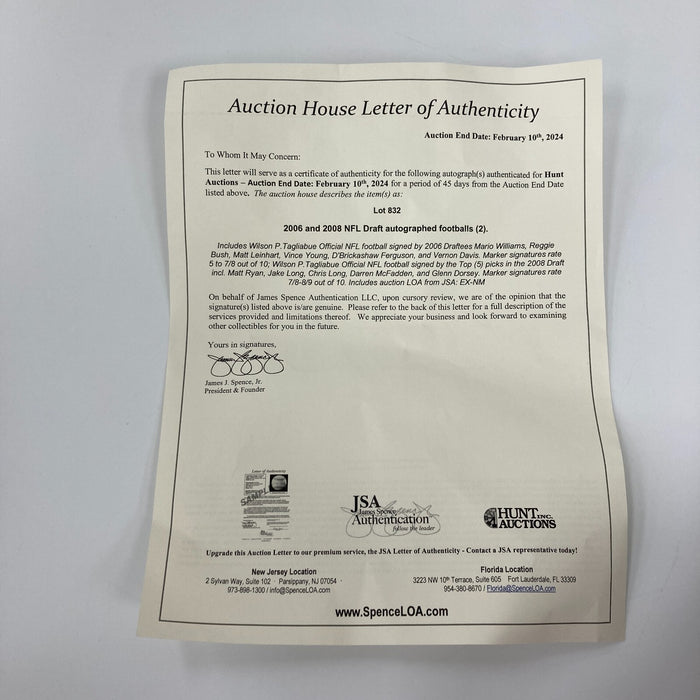 Auction House Letter of Authenticity
Auction End Date: February 10th, 2024
To Whom It May Concern:
This letter will serve as a certificate of authenticity for the following autograph(s) authenticated for Hunt
Auctions – Auction End Date: February 10th, 2024 for a period of 45 days from the Auction End Date
listed above. The auction house describes the item(s) as:
Lot 832
2006 and 2008 NFL Draft autographed footballs (2).
Includes Wilson P.Tagliabue Official NFL football signed by 2006 Draftees Mario Williams, Reggie
Bush, Matt Leinhart, Vince Young, D'Brickashaw Ferguson, and Vernon Davis. Marker signatures rate
5 to 7/8 out of 10; Wilson P.Tagliabue Official NFL football signed by the Top (5) picks in the 2008 Draft
incl. Matt Ryan, Jake Long, Chris Long, Darren McFadden, and Glenn Dorsey. Marker signatures rate
7/8-8/9 out of 10. Includes auction LOA from JSA: EX-NM
On behalf of James Spence Authentication LLC, upon cursory review, we are of the opinion that the
signature(s) listed above is/are genuine. Please refer to the back of this letter for a full description of the
services provided and limitations thereof. We appreciate your business and look forward to examining
other collectibles for you in the future.
Yours in signatures,
James J. Spence, Jr.
President & Founder
Letter of Authenticity
SAMPLE
JSA
James Spence
Authentication
follow the leader
HUNT INC.
AUCTIONS
Upgrade this Auction Letter to our premium service, the JSA Letter of Authenticity - Contact a JSA representative today!
New Jersey Location
2 Sylvan Way, Suite 102 · Parsippany, NJ 07054 ·
973-898-1300 / info@SpenceLOA.com
Florida Location
3223 NW 10th Terrace, Suite 605 Fort Lauderdale, FL 33309
954-380-8670 / Florida@SpenceLOA.com
www.SpenceLOA.com